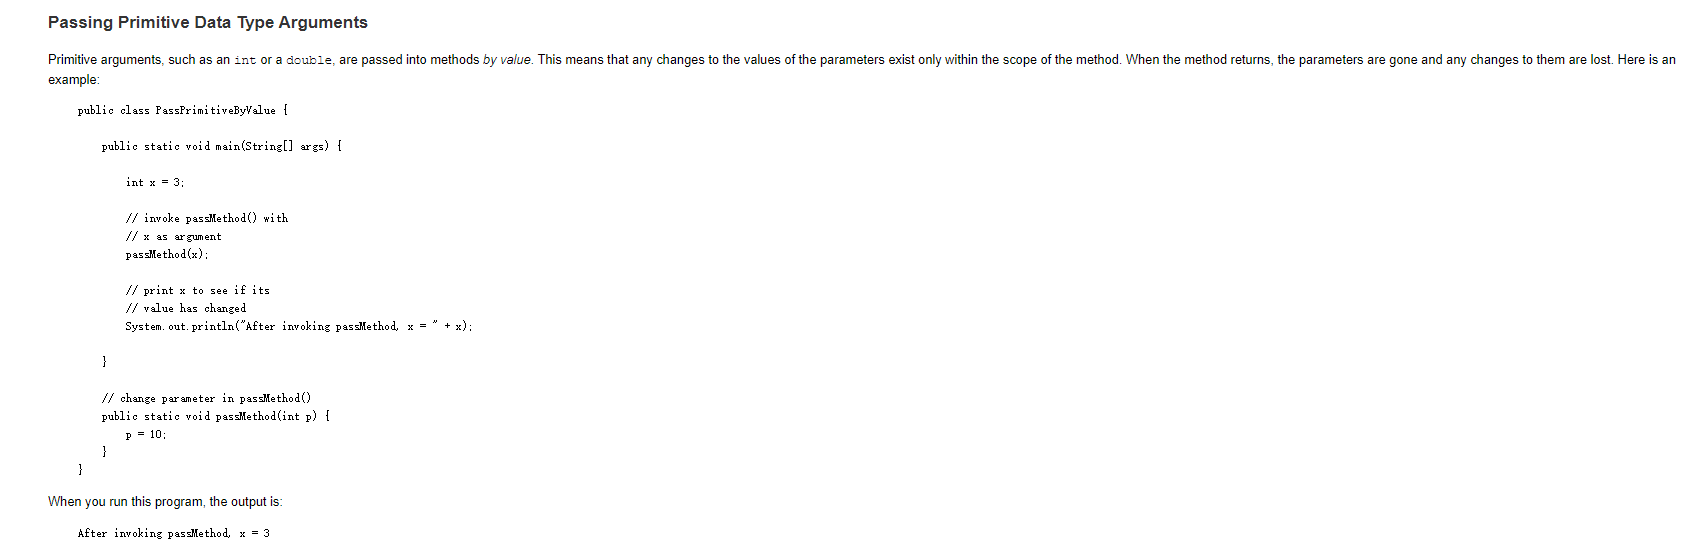 Passing Primitive Data Type Arguments
Primitive arguments, such as an int or a double, are passed into methods by value. This means that any changes to the values of the parameters exist only within the scope of the method. When the method returns, the parameters are gone and any changes to them are lost. Here is an
example:
public class PassPrimitiveByValue {
public static void main(String[] args) {
int x = 3;
// invoke passMethod() with
// x as argument
passMethod(x);
// print x to see if its
// value has changed
System.out.println("After invoking passMethod, x = " + x);
}
// change parameter in passMethod()
public static void passMethod(int p) {
p = 10;
}
}
When you run this program, the output is:
After invoking passMethod, x = 3